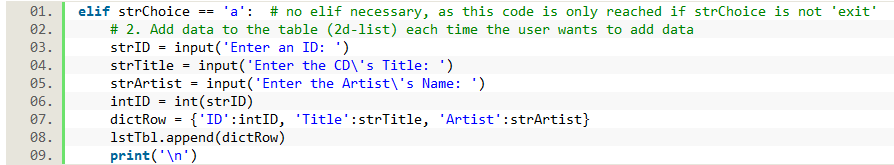 01. elif strChoice == 'a':  # no elif necessary, as this code is only reached if strChoice is not 'exit'
02.     # 2. Add data to the table (2d-list) each time the user wants to add data
03.     strID = input('Enter an ID: ')
04.     strTitle = input('Enter the CD\'s Title: ')
05.     strArtist = input('Enter the Artist\'s Name: ')
06.     intID = int(strID)
07.     dictRow = {'ID':intID, 'Title':strTitle, 'Artist':strArtist}
08.     lstTbl.append(dictRow)
09.     print('\n')